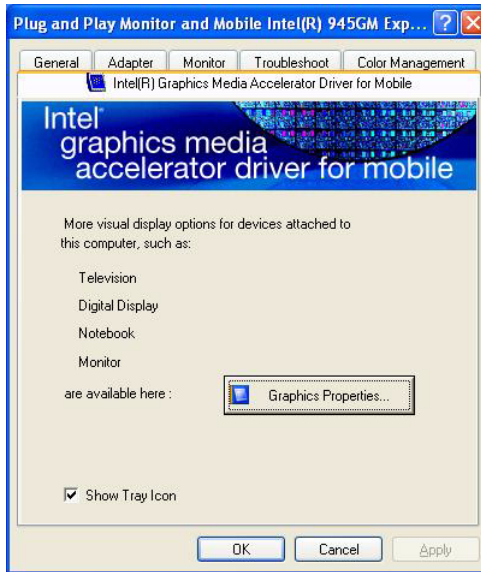 Plug and Play Monitor and Mobile Intel(R) 945GM Exp... ?
General Adapter Monitor Troubleshoot Color Management
Intel(R) Graphics Media Accelerator Driver for Mobile
Intel®
graphics media
accelerator driver for mobile
More visual display options for devices attached to
this computer, such as:
Television
Digital Display
Notebook
Monitor
are available here : Graphics Properties...
Show Tray Icon
OK Cancel Apply